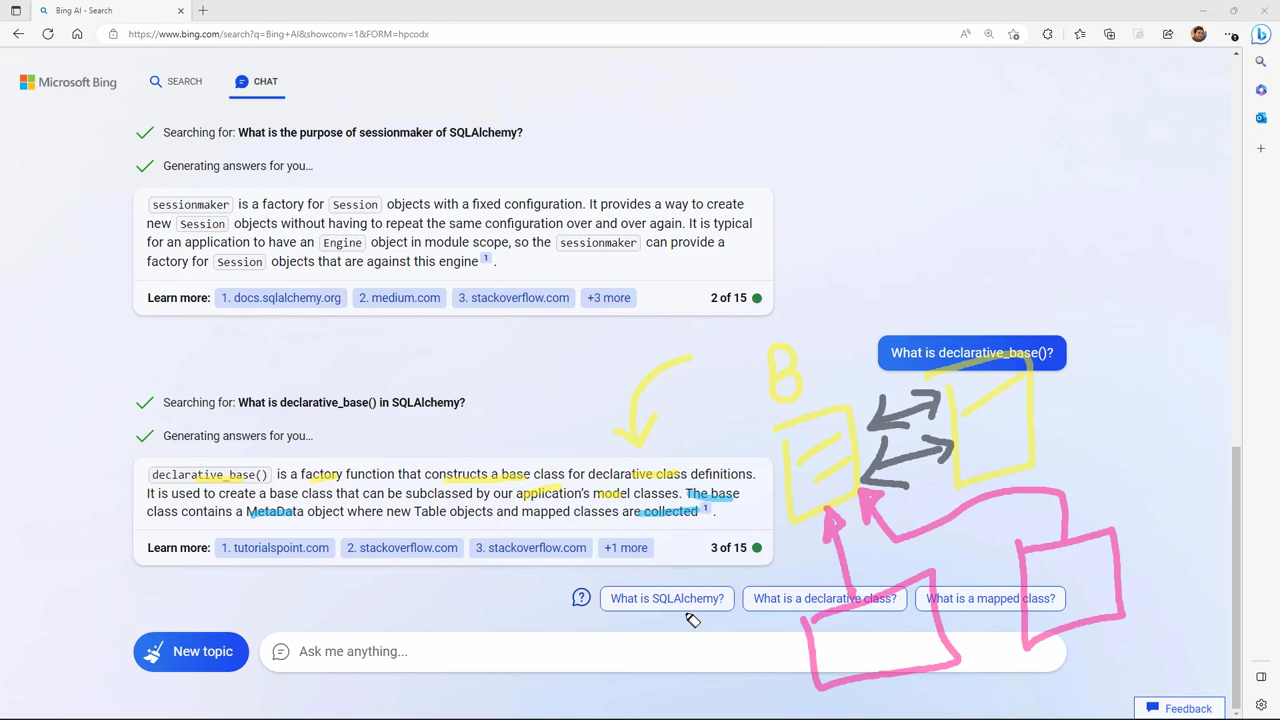 Bing AI - Search
https://www.bing.com/search?q=Bing+AI&showconv=1&FORM=hpcodx
Microsoft Bing
SEARCH
CHAT
Searching for: What is the purpose of sessionmaker of SQLAlchemy?
Generating answers for you...
sessionmaker is a factory for Session objects with a fixed configuration. It provides a way to create
new Session objects without having to repeat the same configuration over and over again. It is typical
for an application to have an Engine object in module scope, so the sessionmaker can provide a
factory for Session objects that are against this engine 1 .
Learn more: 1. docs.sqlalchemy.org 2. medium.com 3. stackoverflow.com +3 more 2 of 15
What is declarative_base()?
B
Searching for: What is declarative_base() in SQLAlchemy?
Generating answers for you...
declarative_base() is a factory function that constructs a base class for declarative class definitions.
It is used to create a base class that can be subclassed by our application's model classes. The base
class contains a MetaData object where new Table objects and mapped classes are collected 1 .
Learn more: 1. tutorialspoint.com 2. stackoverflow.com 3. stackoverflow.com +1 more 3 of 15
What is SQLAlchemy? What is a declarative class? What is a mapped class?
New topic
Ask me anything...
Feedback